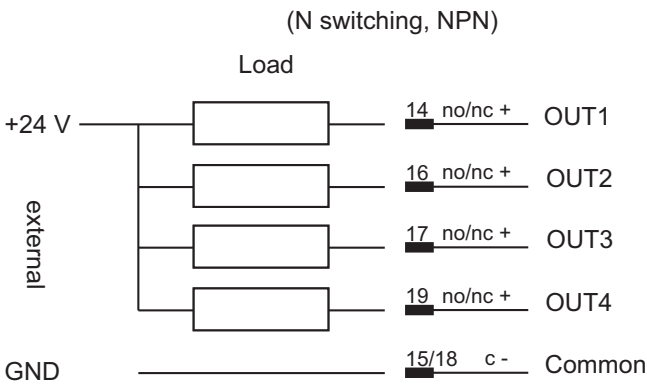 (N switching, NPN)
Load
+24 V
14 no/nc + OUT1
16 no/nc + OUT2
external
17 no/nc + OUT3
19 no/nc + OUT4
GND
15/18 c - Common